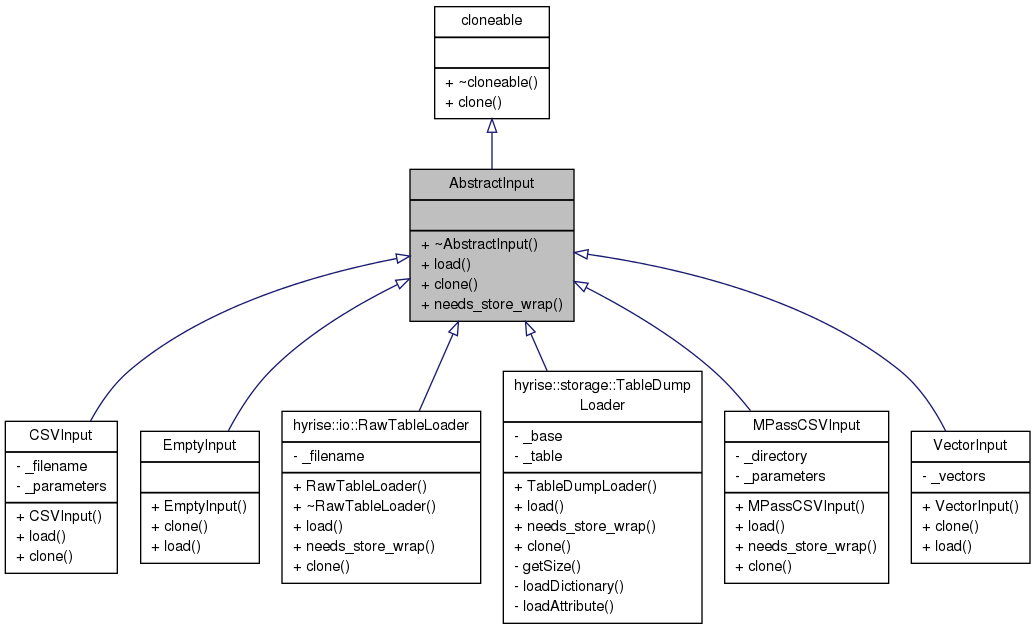 cloneable
+ ~cloneable()
+ clone()
AbstractInput
+ ~AbstractInput()
+ load()
+ clone()
+ needs_store_wrap()
CSVInput
- _filename
- _parameters
+ CSVInput()
+ load()
+ clone()
EmptyInput
+ EmptyInput()
+ clone()
+ load()
hyrise::io::RawTableLoader
- _filename
+ RawTableLoader()
+ ~RawTableLoader()
+ load()
+ needs_store_wrap()
+ clone()
hyrise::storage::TableDump
Loader
- _base
- _table
+ TableDumpLoader()
+ load()
+ needs_store_wrap()
+ clone()
- getSize()
- loadDictionary()
- loadAttribute()
MPassCSVInput
- _directory
- _parameters
+ MPassCSVInput()
+ load()
+ needs_store_wrap()
+ clone()
VectorInput
- _vectors
+ VectorInput()
+ clone()
+ load()